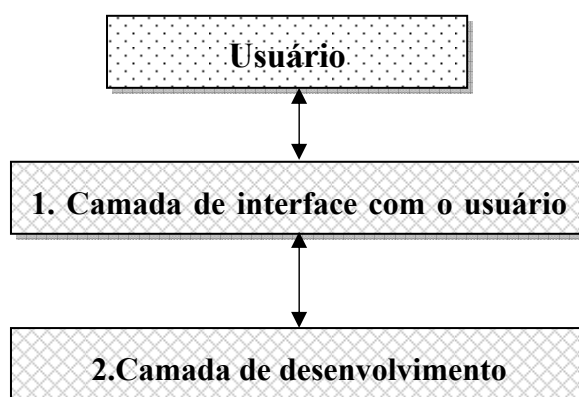 Usuário
1. Camada de interface com o usuário
2.Camada de desenvolvimento